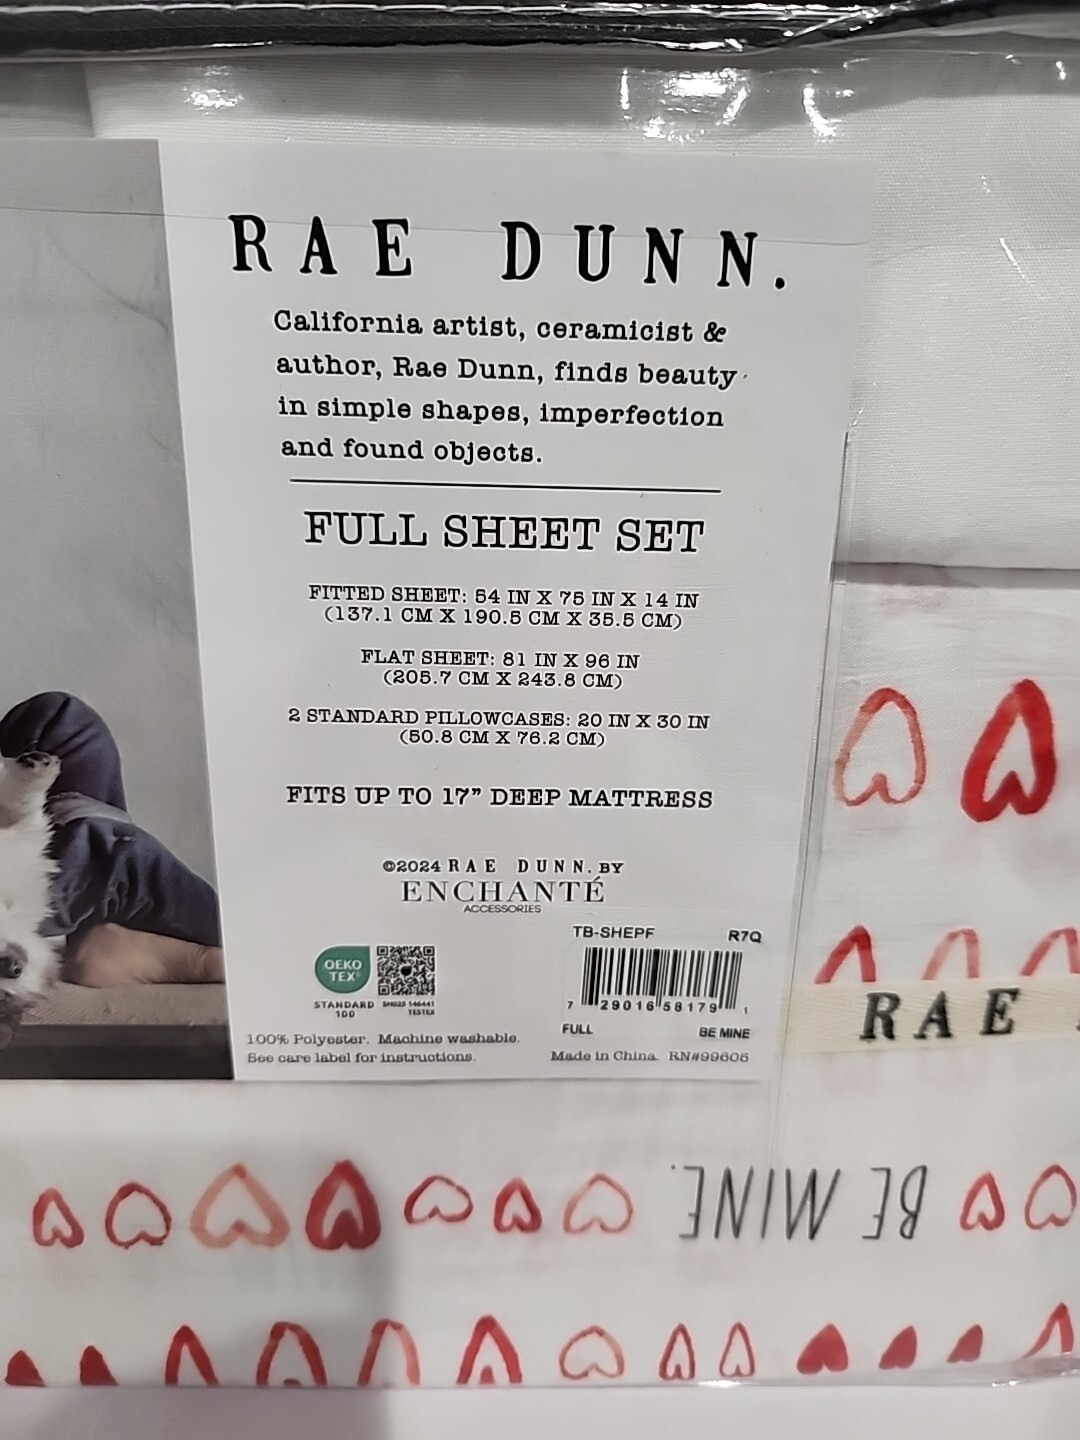 RAE DUNN.
California artist, ceramicist &
author, Rae Dunn, finds beauty
in simple shapes, imperfection
and found objects.
FULL SHEET SET
FITTED SHEET: 54 IN X 75 IN X 14 IN
(137.1 CM X 190.5 CM X 35.5 CM)
FLAT SHEET: 81 IN X 96 IN
(205.7 CM X 243.8 CM)
2 STANDARD PILLOWCASES: 20 IN X 30 IN
(50.8 CM X 76.2 CM)
FITS UP TO 17” DEEP MATTRESS
©2024 RAE DUNN. BY
ENCHANTÉ
ACCESSORIES
TB-SHEPF R7Q
OEKO
TEX®
STANDARD
100
SH025 146441
TESTEX
7 29016 58179 1
FULL BE MINE
100% Polyester. Machine washable.
See care label for instructions.
Made in China. RN#99605
RAE
BE MINE.